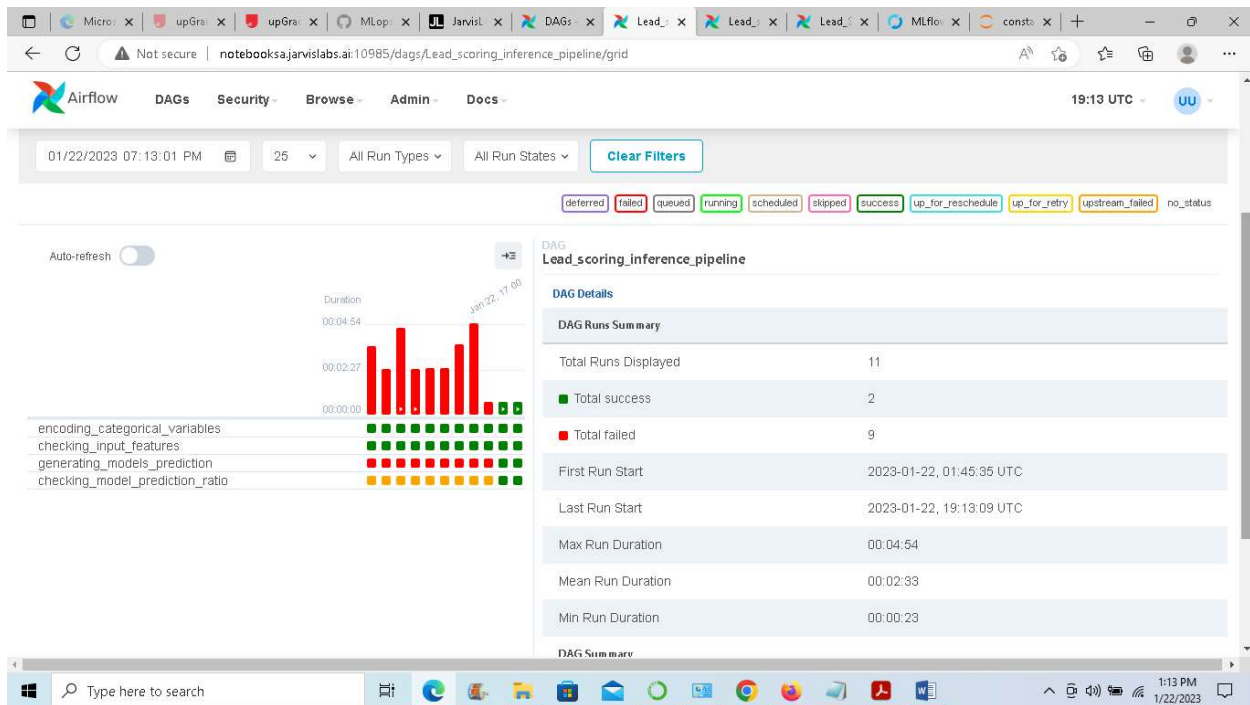 Micros upGrac upGrac MLop: JarvisL DAGs - Lead_s Lead_s Lead_S MLflov consta
Not secure | notebooksa.jarvislabs.ai:10985/dags/Lead_scoring_inference_pipeline/grid
Airflow DAGs Security Browse Admin Docs 19:13 UTC UU
01/22/2023 07:13:01 PM 25 All Run Types All Run States Clear Filters
deferred failed queued running scheduled skipped success up_for_reschedule up_for_retry upstream_failed no_status
Auto-refresh
Duration
Jan 22, 17:00
00:04:54
00:02:27
00:00:00
encoding_categorical_variables
checking_input_features
generating_models_prediction
checking_model_prediction_ratio
DAG
Lead_scoring_inference_pipeline
DAG Details
DAG Runs Summary
Total Runs Displayed 11
Total success 2
Total failed 9
First Run Start 2023-01-22, 01:45:35 UTC
Last Run Start 2023-01-22, 19:13:09 UTC
Max Run Duration 00:04:54
Mean Run Duration 00:02:33
Min Run Duration 00:00:23
DAG Summary
Type here to search
1:13 PM
1/22/2023